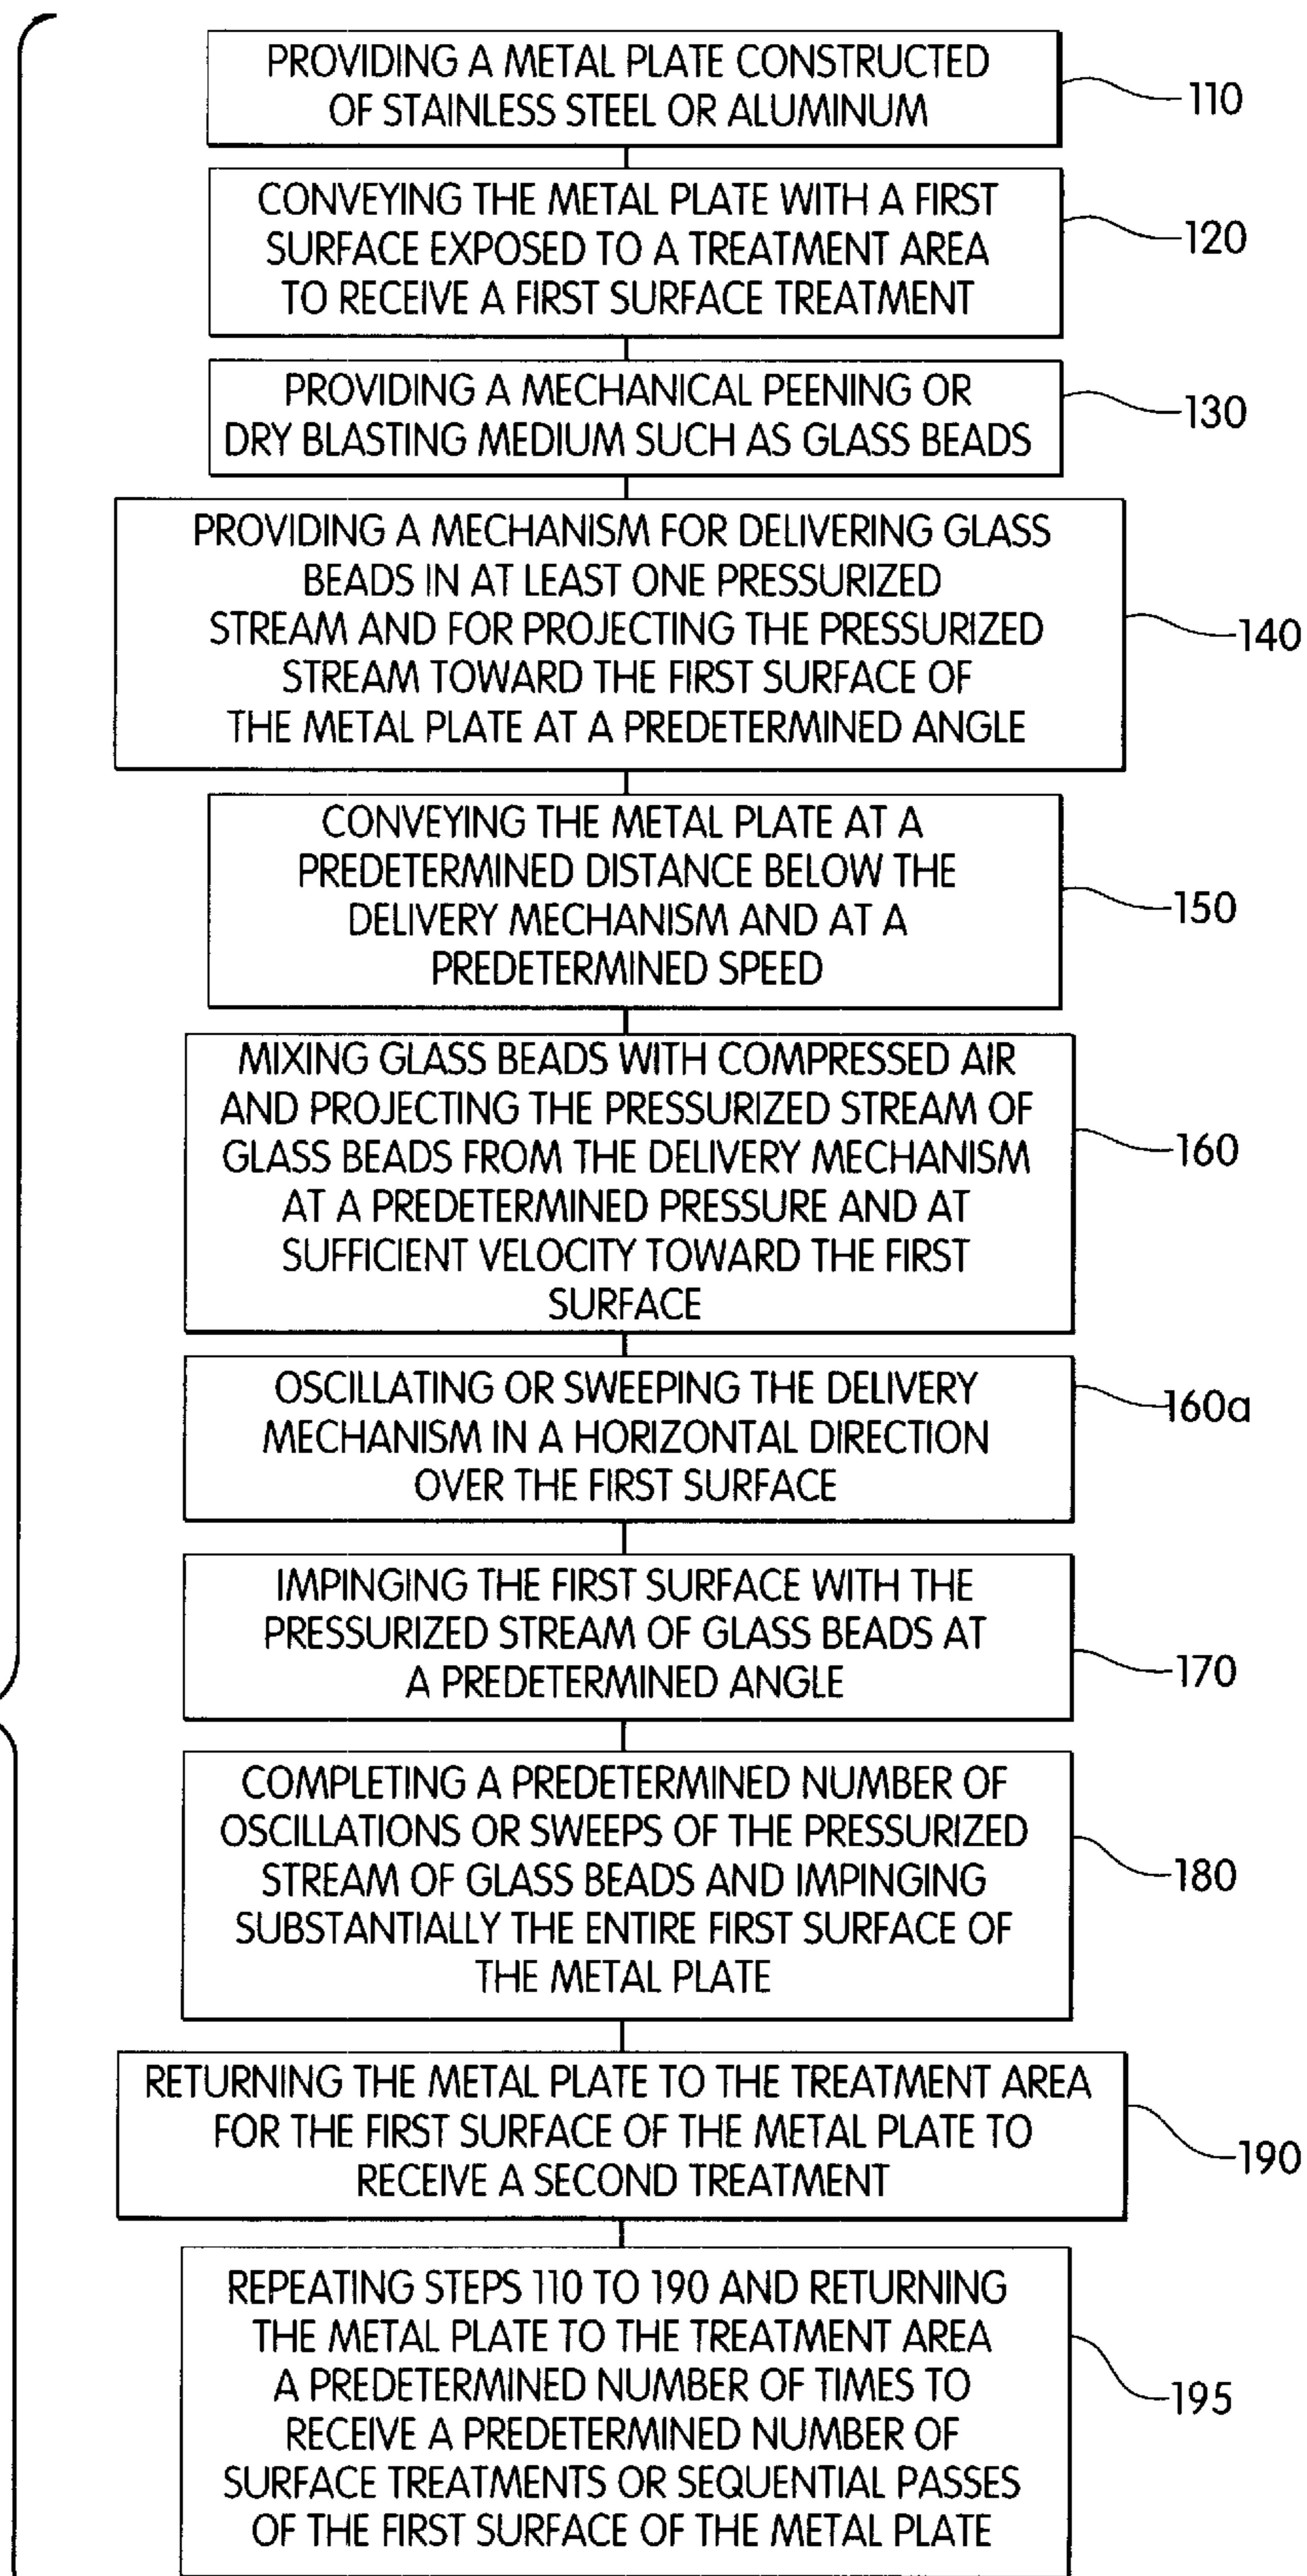 PROVIDING A METAL PLATE CONSTRUCTED
OF STAINLESS STEEL OR ALUMINUM
110
CONVEYING THE METAL PLATE WITH A FIRST
SURFACE EXPOSED TO A TREATMENT AREA
TO RECEIVE A FIRST SURFACE TREATMENT
120
PROVIDING A MECHANICAL PEENING OR
DRY BLASTING MEDIUM SUCH AS GLASS BEADS
130
PROVIDING A MECHANISM FOR DELIVERING GLASS
BEADS IN AT LEAST ONE PRESSURIZED
STREAM AND FOR PROJECTING THE PRESSURIZED
STREAM TOWARD THE FIRST SURFACE OF
THE METAL PLATE AT A PREDETERMINED ANGLE
140
CONVEYING THE METAL PLATE AT A
PREDETERMINED DISTANCE BELOW THE
DELIVERY MECHANISM AND AT A
PREDETERMINED SPEED
150
MIXING GLASS BEADS WITH COMPRESSED AIR
AND PROJECTING THE PRESSURIZED STREAM OF
GLASS BEADS FROM THE DELIVERY MECHANISM
AT A PREDETERMINED PRESSURE AND AT
SUFFICIENT VELOCITY TOWARD THE FIRST
SURFACE
160
OSCILLATING OR SWEEPING THE DELIVERY
MECHANISM IN A HORIZONTAL DIRECTION
OVER THE FIRST SURFACE
160a
IMPINGING THE FIRST SURFACE WITH THE
PRESSURIZED STREAM OF GLASS BEADS AT
A PREDETERMINED ANGLE
170
COMPLETING A PREDETERMINED NUMBER OF
OSCILLATIONS OR SWEEPS OF THE PRESSURIZED
STREAM OF GLASS BEADS AND IMPINGING
SUBSTANTIALLY THE ENTIRE FIRST SURFACE OF
THE METAL PLATE
180
RETURNING THE METAL PLATE TO THE TREATMENT AREA
FOR THE FIRST SURFACE OF THE METAL PLATE TO
RECEIVE A SECOND TREATMENT
190
REPEATING STEPS 110 TO 190 AND RETURNING
THE METAL PLATE TO THE TREATMENT AREA
A PREDETERMINED NUMBER OF TIMES TO
RECEIVE A PREDETERMINED NUMBER OF
SURFACE TREATMENTS OR SEQUENTIAL PASSES
OF THE FIRST SURFACE OF THE METAL PLATE
195